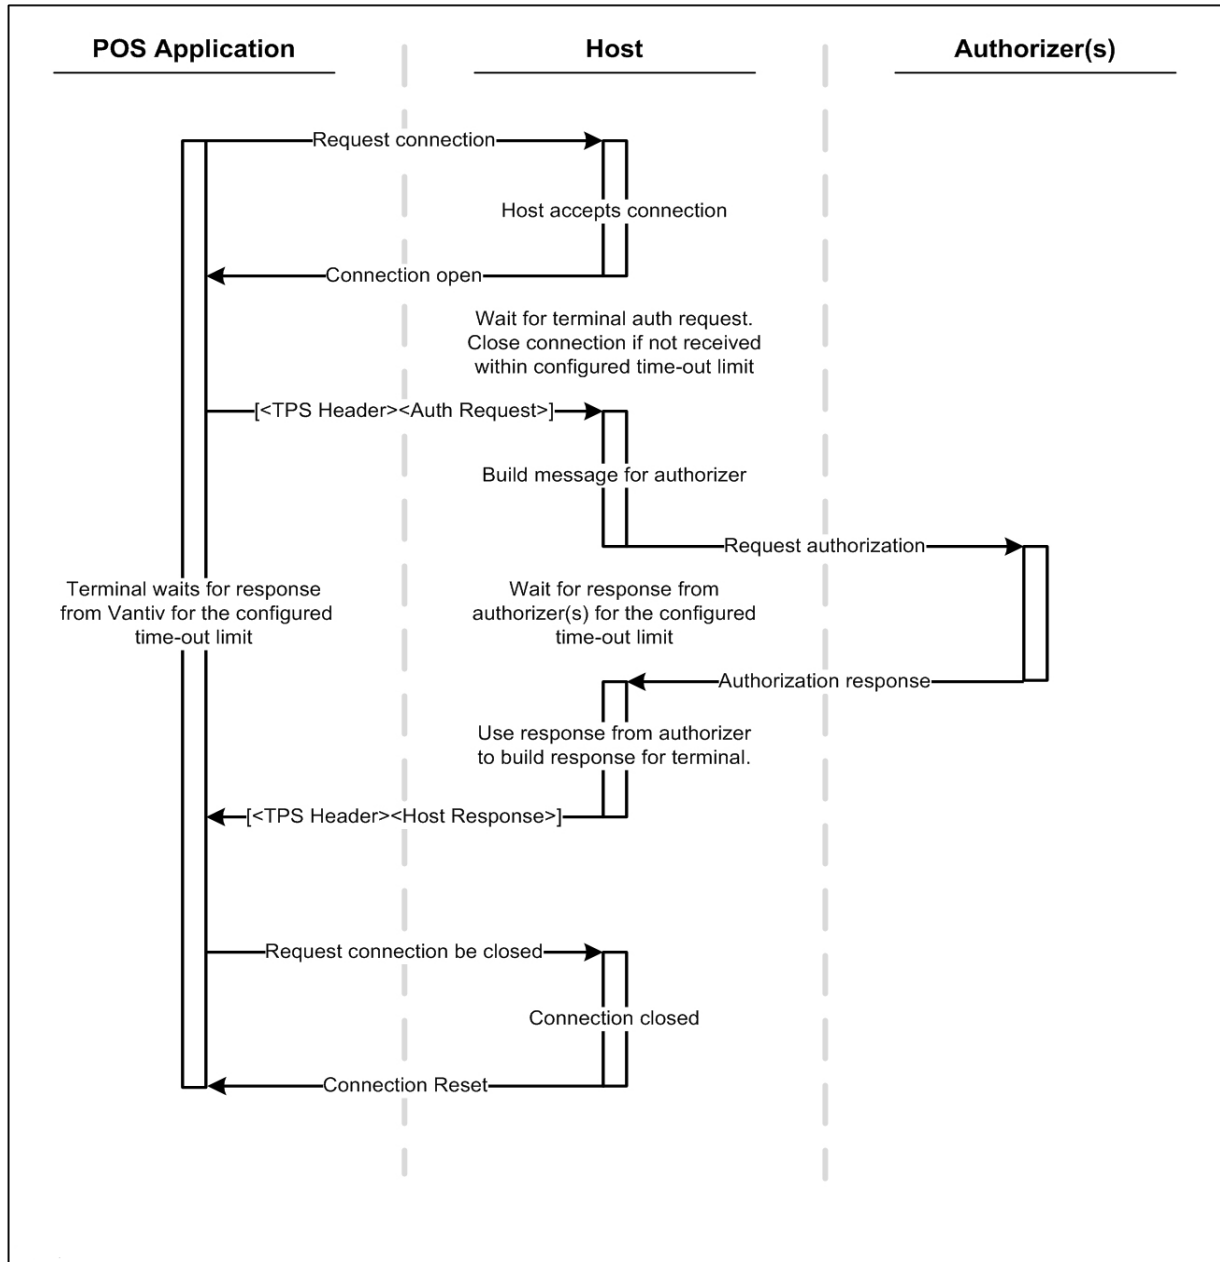 POS Application
Host
Authorizer(s)
Request connection
Host accepts connection
Connection open
Wait for terminal auth request.
Close connection if not received
within configured time-out limit
[<TPS Header><Auth Request>]
Build message for authorizer
Request authorization
Terminal waits for response
from Vantiv for the configured
time-out limit
Wait for response from
authorizer(s) for the configured
time-out limit
Authorization response
Use response from authorizer
to build response for terminal.
[<TPS Header><Host Response>]
Request connection be closed
Connection closed
Connection Reset